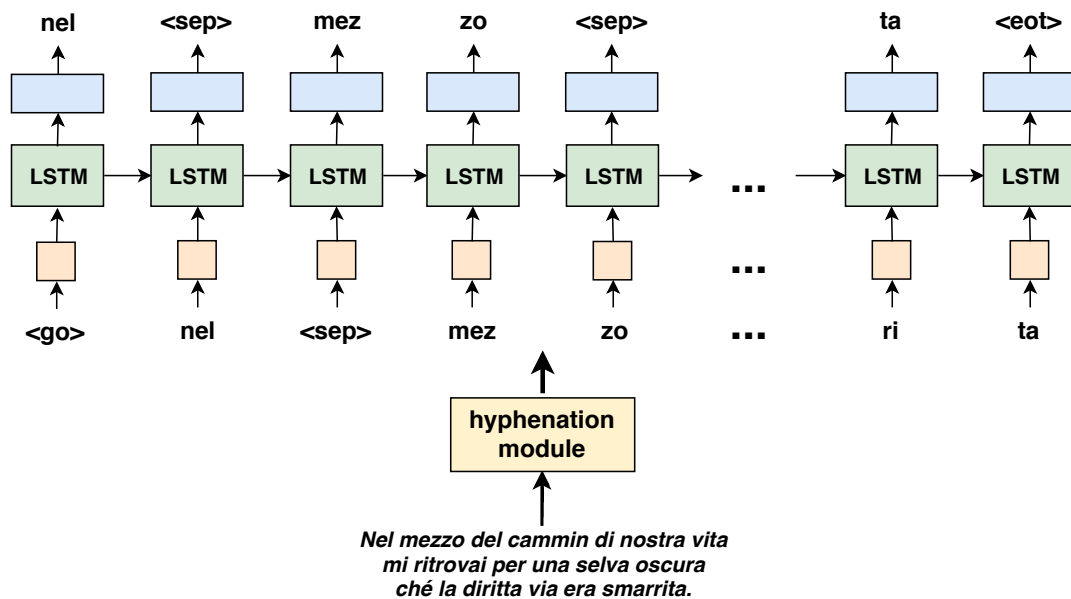 nel <sep> mez zo <sep> ta <eot>
LSTM LSTM LSTM LSTM LSTM ... LSTM LSTM
...
<go> nel <sep> mez zo ... ri ta
hyphenation
module
Nel mezzo del cammin di nostra vita
mi ritrovai per una selva oscura
ché la diritta via era smarrita.